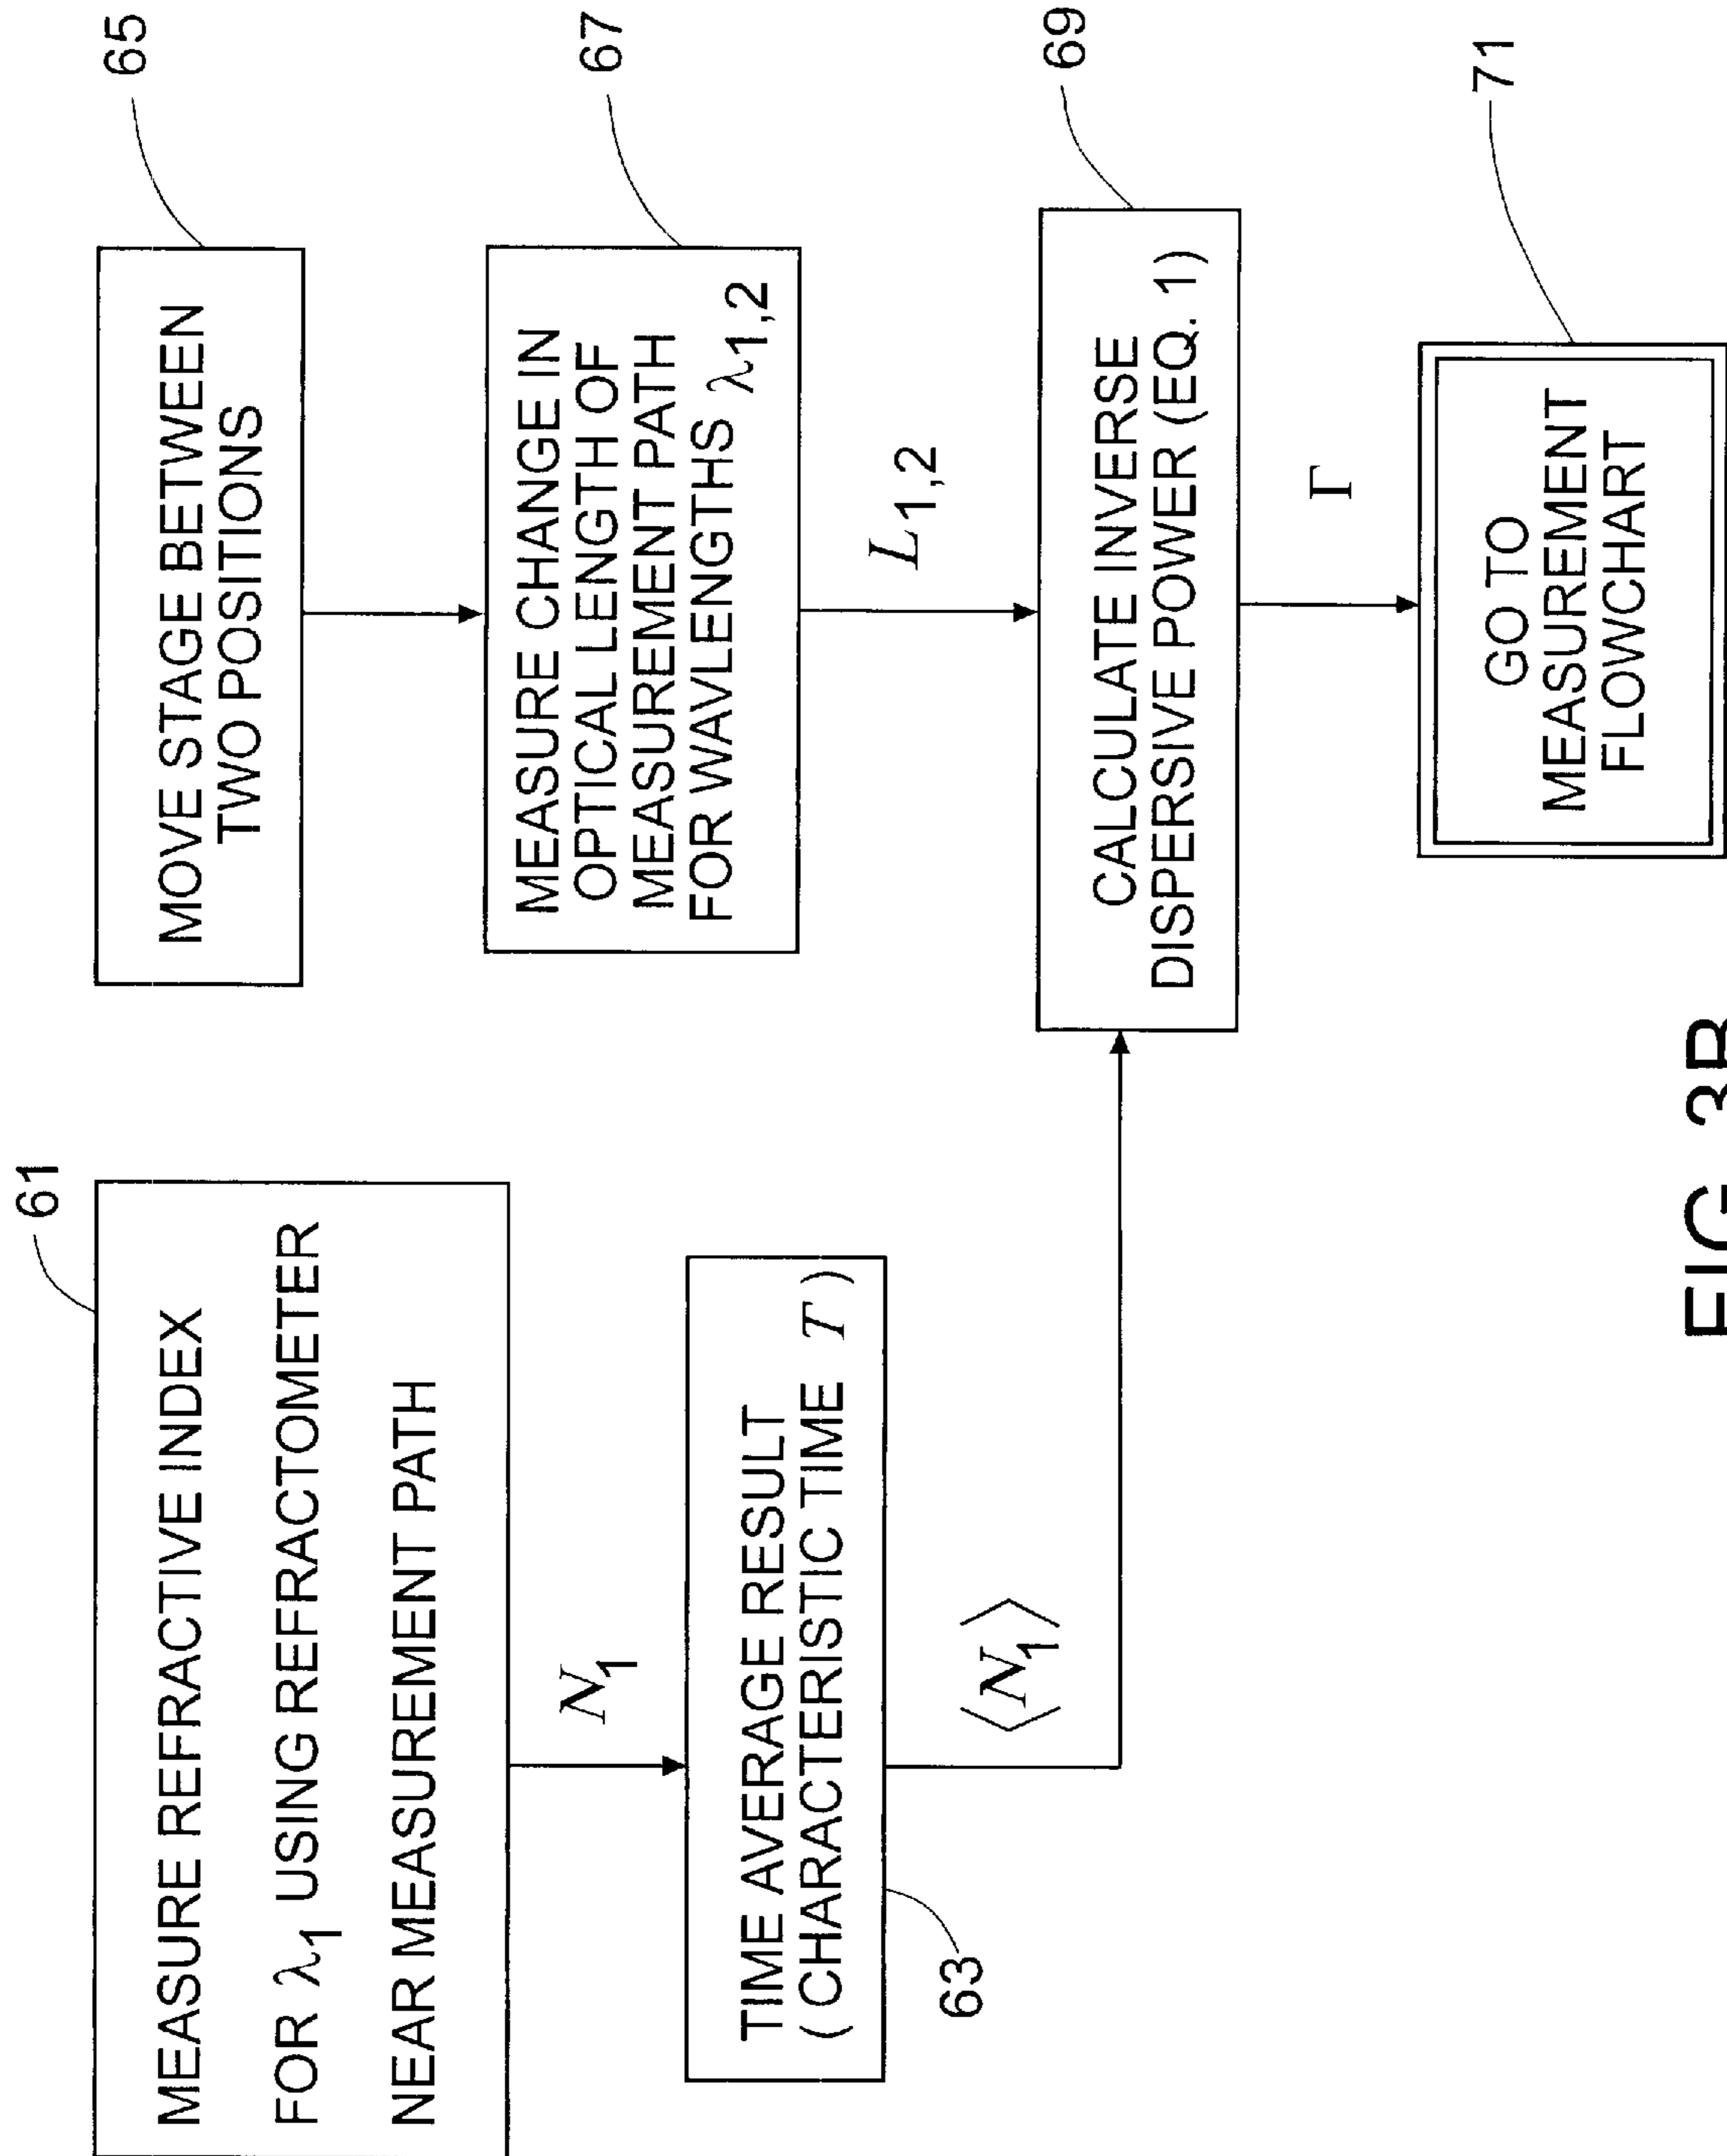 61
MEASURE REFRACTIVE INDEX
FOR λ1 USING REFRACTOMETER
NEAR MEASUREMENT PATH
N1
TIME AVERAGE RESULT
( CHARACTERISTIC TIME T )
63
⟨N1⟩
65
MOVE STAGE BETWEEN
TWO POSITIONS
67
MEASURE CHANGE IN
OPTICAL LENGTH OF
MEASUREMENT PATH
FOR WAVLENGTHS λ1,2
L1,2
69
CALCULATE INVERSE
DISPERSIVE POWER (EQ. 1)
Γ
71
GO TO
MEASUREMENT
FLOWCHART
FIG. 3B